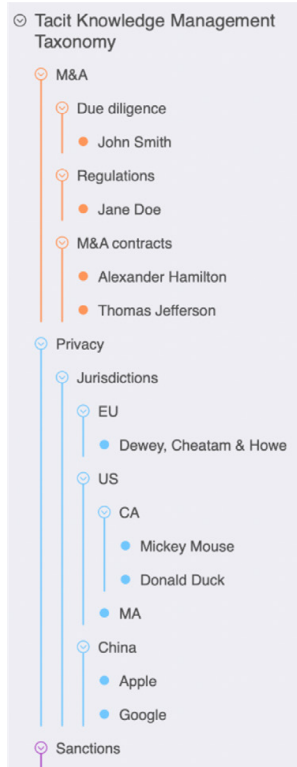 Tacit Knowledge Management
Taxonomy
M&A
Due diligence
John Smith
Regulations
Jane Doe
M&A contracts
Alexander Hamilton
Thomas Jefferson
Privacy
Jurisdictions
EU
Dewey, Cheatam & Howe
US
CA
Mickey Mouse
Donald Duck
MA
China
Apple
Google
Sanctions